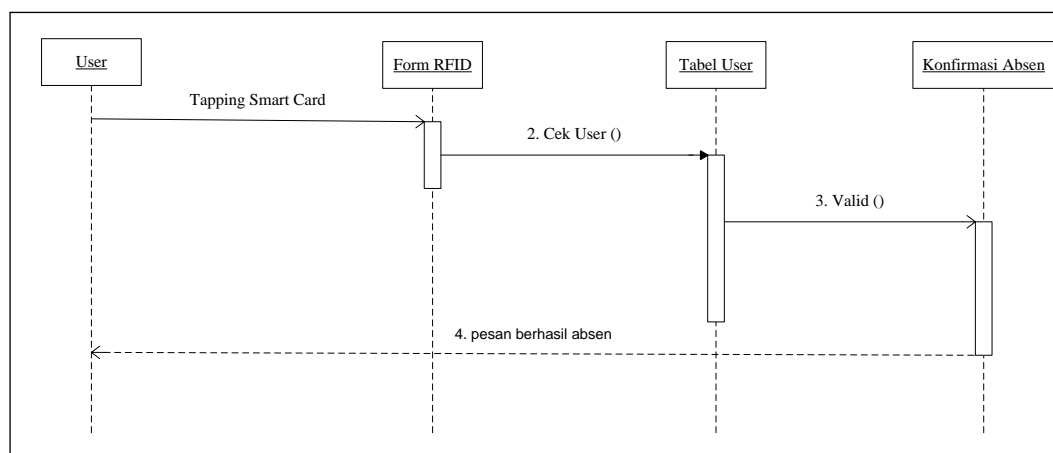 User
Form RFID
Tabel User
Konfirmasi Absen
Tapping Smart Card
2. Cek User ()
3. Valid ()
4. pesan berhasil absen